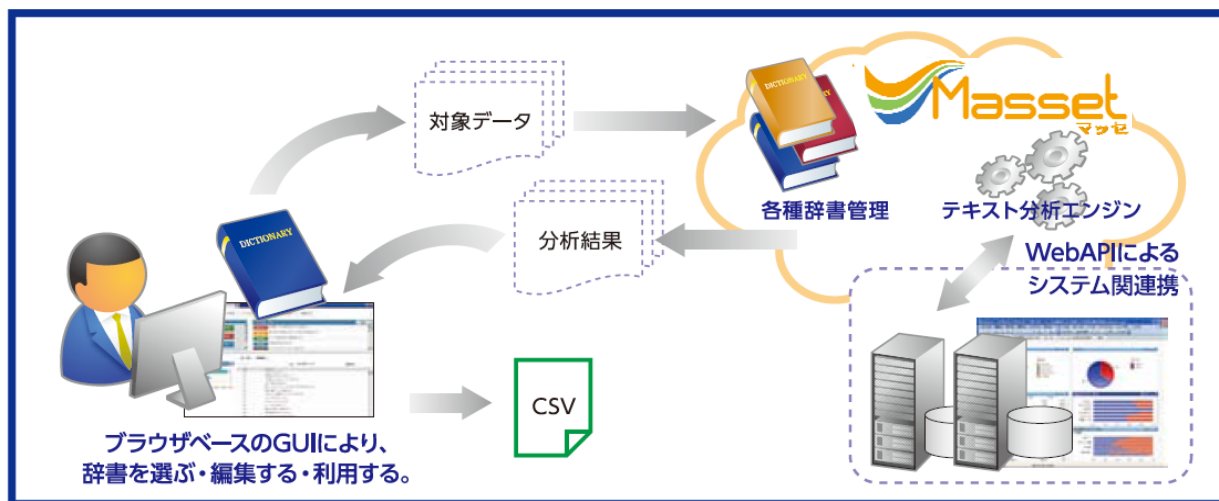 対象データ
DICTIONARY
DICTIONARY
Masset
マッセ
各種辞書管理
テキスト分析エンジン
分析結果
DICTIONARY
WebAPIによる
システム関連携
CSV
ブラウザベースのGUIにより、
辞書を選ぶ・編集する・利用する。